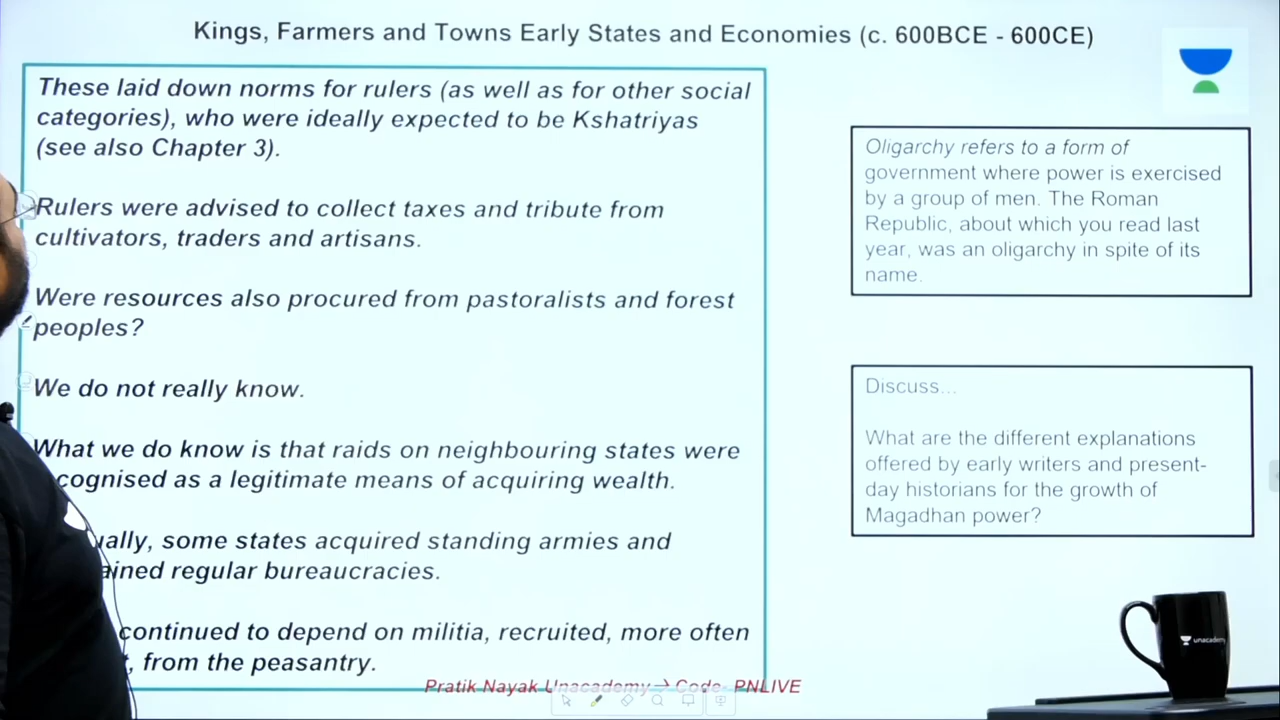 Kings, Farmers and Towns Early States and Economies (c. 600BCE - 600CE)
These laid down norms for rulers (as well as for other social
categories), who were ideally expected to be Kshatriyas
(see also Chapter 3).
Rulers were advised to collect taxes and tribute from
cultivators, traders and artisans.
Were resources also procured from pastoralists and forest
peoples?
We do not really know.
What we do know is that raids on neighbouring states were
cognised as a legitimate means of acquiring wealth.
ually, some states acquired standing armies and
ained regular bureaucracies.
continued to depend on militia, recruited, more often
, from the peasantry.
Oligarchy refers to a form of
government where power is exercised
by a group of men. The Roman
Republic, about which you read last
year, was an oligarchy in spite of its
name.
Discuss...
What are the different explanations
offered by early writers and present-
day historians for the growth of
Magadhan power?
unacademy
Pratik Nayak Unacademy → Code- PNLIVE